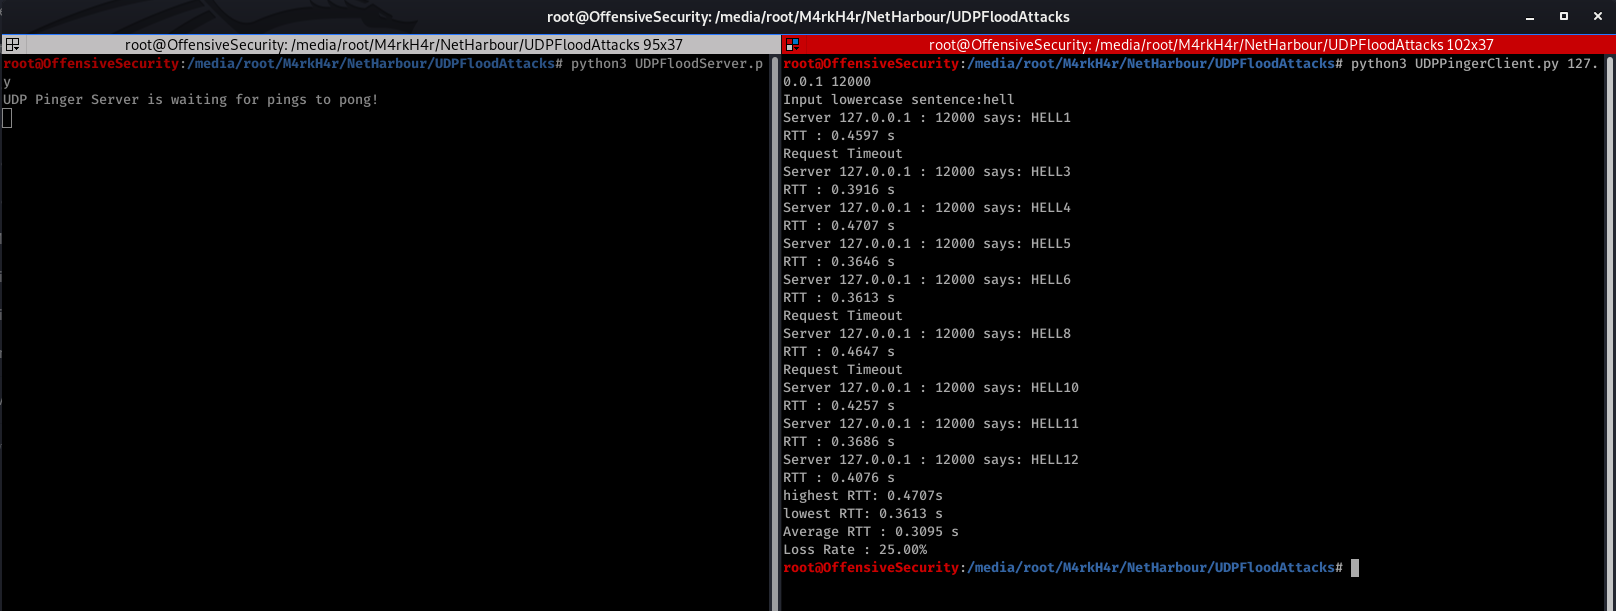 root@OffensiveSecurity: /media/root/M4rkH4r/NetHarbour/UDPFloodAttacks
root@OffensiveSecurity: /media/root/M4rkH4r/NetHarbour/UDPFloodAttacks 95x37
root@OffensiveSecurity:/media/root/M4rkH4r/NetHarbour/UDPFloodAttacks# python3 UDPFloodServer.p
y
UDP Pinger Server is waiting for pings to pong!
root@OffensiveSecurity: /media/root/M4rkH4r/NetHarbour/UDPFloodAttacks 102x37
root@OffensiveSecurity:/media/root/M4rkH4r/NetHarbour/UDPFloodAttacks# python3 UDPPingerClient.py 127.
0.0.1 12000
Input lowercase sentence:hell
Server 127.0.0.1 : 12000 says: HELL1
RTT : 0.4597 s
Request Timeout
Server 127.0.0.1 : 12000 says: HELL3
RTT : 0.3916 s
Server 127.0.0.1 : 12000 says: HELL4
RTT : 0.4707 s
Server 127.0.0.1 : 12000 says: HELL5
RTT : 0.3646 s
Server 127.0.0.1 : 12000 says: HELL6
RTT : 0.3613 s
Request Timeout
Server 127.0.0.1 : 12000 says: HELL8
RTT : 0.4647 s
Request Timeout
Server 127.0.0.1 : 12000 says: HELL10
RTT : 0.4257 s
Server 127.0.0.1 : 12000 says: HELL11
RTT : 0.3686 s
Server 127.0.0.1 : 12000 says: HELL12
RTT : 0.4076 s
highest RTT: 0.4707s
lowest RTT: 0.3613 s
Average RTT : 0.3095 s
Loss Rate : 25.00%
root@OffensiveSecurity:/media/root/M4rkH4r/NetHarbour/UDPFloodAttacks#